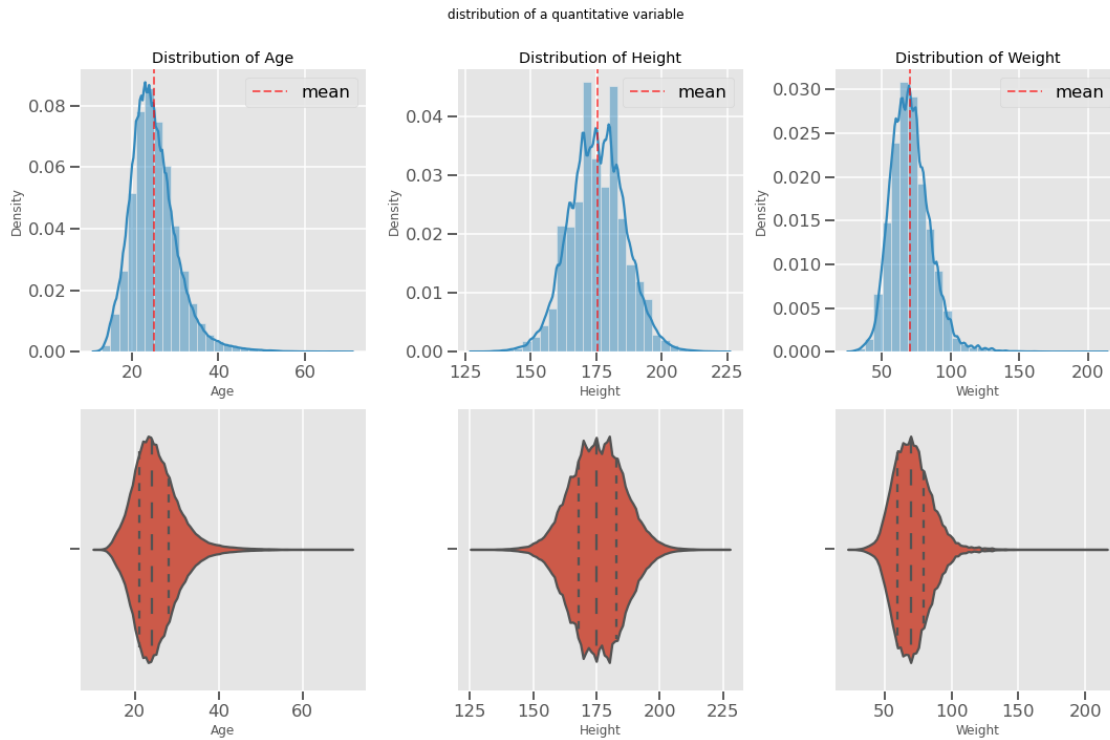 distribution of a quantitative variable
Distribution of Age
Distribution of Height
Distribution of Weight
mean
mean
mean
Density
0.08
0.06
0.04
0.02
0.00
20
40
60
Age
Density
0.04
0.03
0.02
0.01
0.00
125
150
175
200
225
Height
Density
0.030
0.025
0.020
0.015
0.010
0.005
0.000
50
100
150
200
Weight
20
40
60
Age
125
150
175
200
225
Height
50
100
150
200
Weight